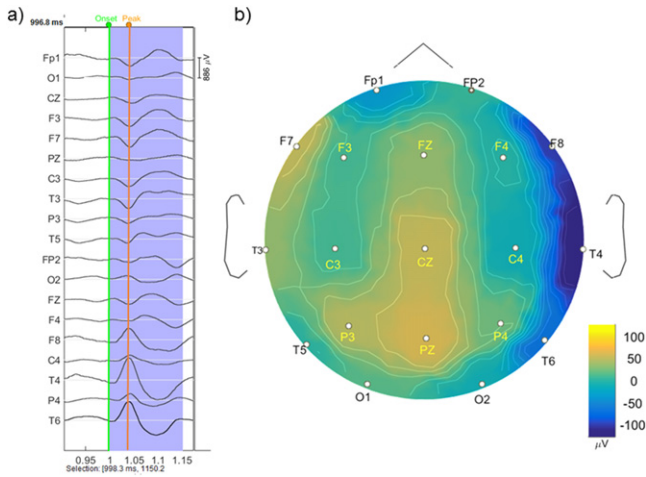 a)
996.8 ms
Onset Peak
886 µV
Fp1
O1
CZ
F3
F7
PZ
C3
T3
P3
T5
FP2
O2
FZ
F4
F8
C4
T4
P4
T6
0.95 1 1.05 1.1 1.15
Selection: [998.3 ms, 1150.2
b)
Fp1 FP2
F7 F3 FZ F4 F8
T3 C3 CZ C4 T4
T5 P3 PZ P4 T6
O1 O2
100
50
0
-50
-100
µV